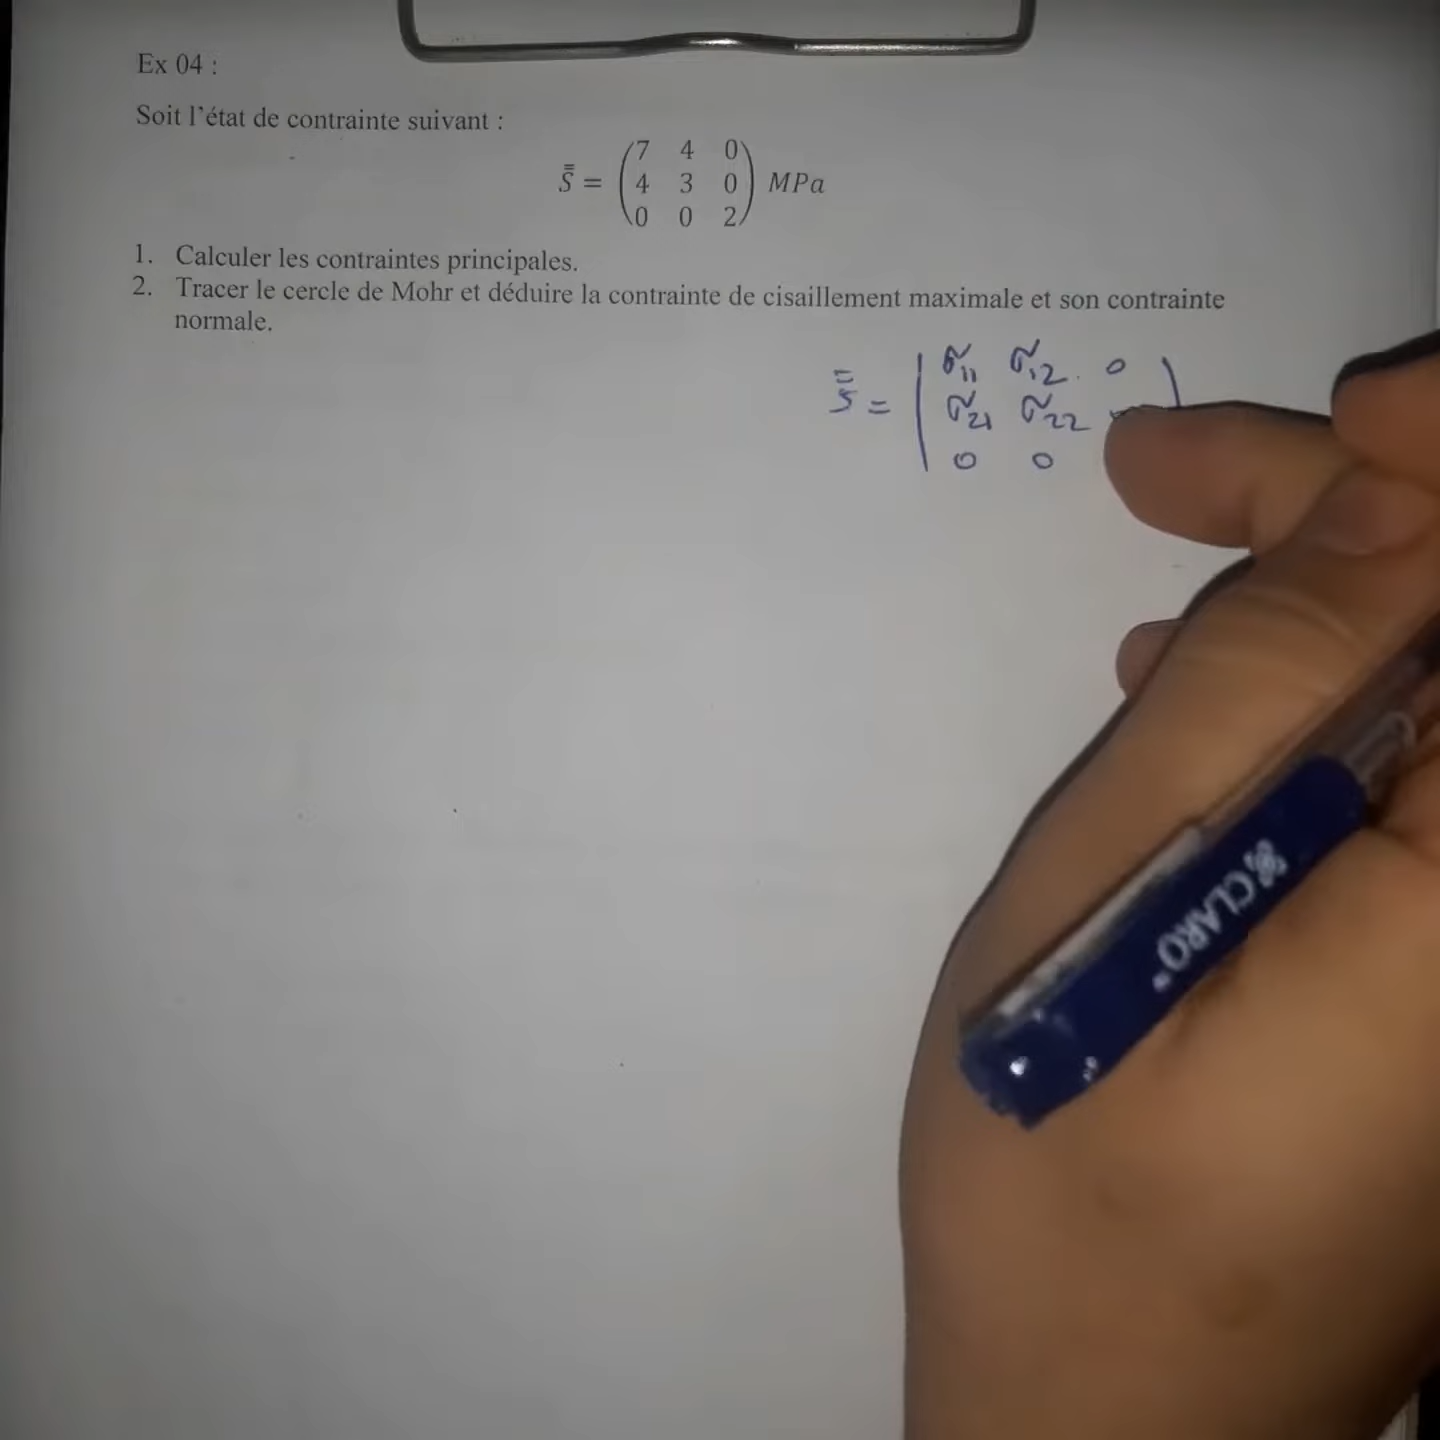 Ex 04 :
Soit l'état de contrainte suivant :
7 4 0
S̿ = 4 3 0 MPa
0 0 2
1. Calculer les contraintes principales.
2. Tracer le cercle de Mohr et déduire la contrainte de cisaillement maximale et son contrainte
normale.
σ11 σ12 0
S̿ = σ21 σ22
0 0
CLARO